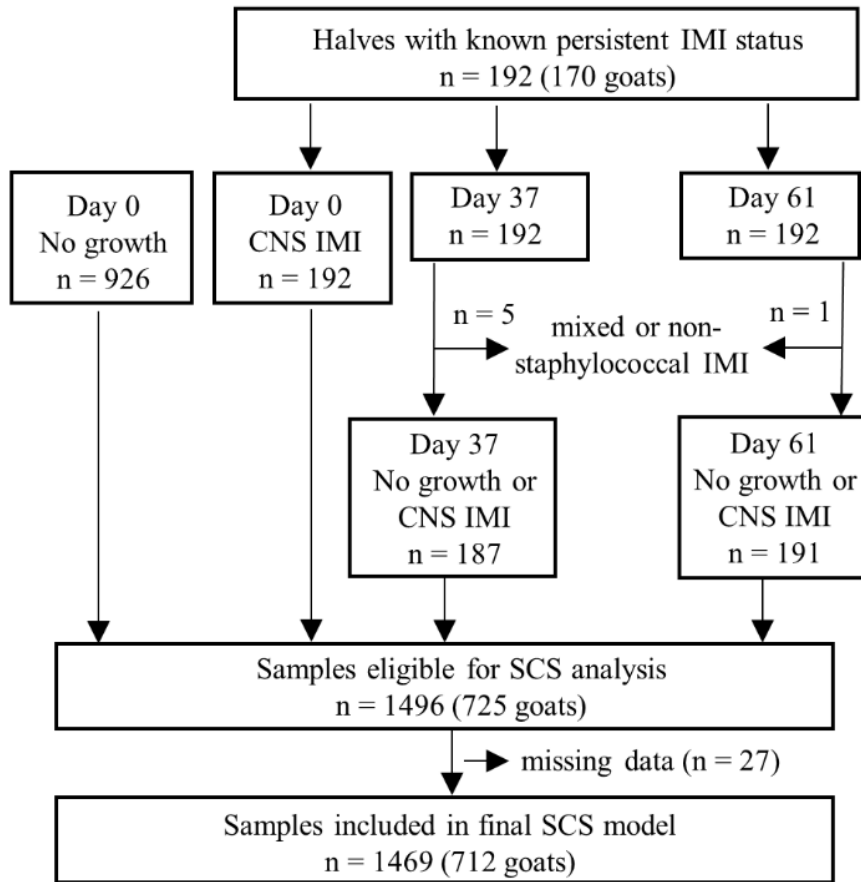 Halves with known persistent IMI status
n = 192 (170 goats)
Day 0
No growth
n = 926
Day 0
CNS IMI
n = 192
Day 37
n = 192
Day 61
n = 192
n = 5
mixed or non-
staphylococcal IMI
n = 1
Day 37
No growth or
CNS IMI
n = 187
Day 61
No growth or
CNS IMI
n = 191
Samples eligible for SCS analysis
n = 1496 (725 goats)
missing data (n = 27)
Samples included in final SCS model
n = 1469 (712 goats)